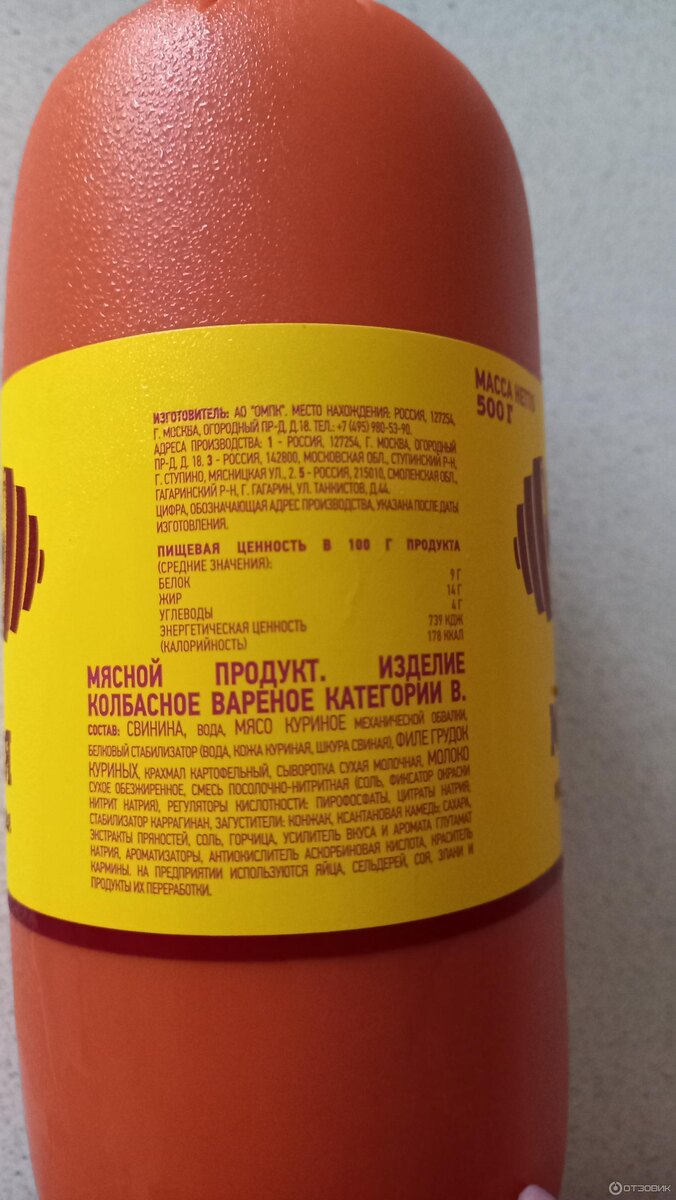 МАССА НЕТТО
500 Г
ИЗГОТОВИТЕЛЬ: АО "ОМПК". МЕСТО НАХОЖДЕНИЯ: РОССИЯ, 127254,
Г. МОСКВА, ОГОРОДНЫЙ ПР-Д, Д.18. ТЕЛ.: +7 (495) 980-53-90.
АДРЕСА ПРОИЗВОДСТВА: 1 - РОССИЯ, 127254, Г. МОСКВА, ОГОРОДНЫЙ
ПР-Д, Д. 18. 3 - РОССИЯ, 142800, МОСКОВСКАЯ ОБЛ., СТУПИНСКИЙ Р-Н,
Г. СТУПИНО, МЯСНИЦКАЯ УЛ., 2. 5 - РОССИЯ, 215010, СМОЛЕНСКАЯ ОБЛ.,
ГАГАРИНСКИЙ Р-Н, Г. ГАГАРИН, УЛ. ТАНКИСТОВ, Д.44.
ЦИФРА, ОБОЗНАЧАЮЩАЯ АДРЕС ПРОИЗВОДСТВА, УКАЗАНА ПОСЛЕ ДАТЫ
ИЗГОТОВЛЕНИЯ.
ПИЩЕВАЯ ЦЕННОСТЬ В 100 Г ПРОДУКТА
(СРЕДНИЕ ЗНАЧЕНИЯ):
БЕЛОК 9 Г
ЖИР 14 Г
УГЛЕВОДЫ 4 Г
ЭНЕРГЕТИЧЕСКАЯ ЦЕННОСТЬ 739 КДЖ
(КАЛОРИЙНОСТЬ) 178 ККАЛ
МЯСНОЙ ПРОДУКТ. ИЗДЕЛИЕ
КОЛБАСНОЕ ВАРЕНОЕ КАТЕГОРИИ В.
СОСТАВ: СВИНИНА, ВОДА, МЯСО КУРИНОЕ МЕХАНИЧЕСКОЙ ОБВАЛКИ,
БЕЛКОВЫЙ СТАБИЛИЗАТОР (ВОДА, КОЖА КУРИНАЯ, ШКУРА СВИНАЯ), ФИЛЕ ГРУДОК
КУРИНЫХ, КРАХМАЛ КАРТОФЕЛЬНЫЙ, СЫВОРОТКА СУХАЯ МОЛОЧНАЯ, МОЛОКО
СУХОЕ ОБЕЗЖИРЕННОЕ, СМЕСЬ ПОСОЛОЧНО-НИТРИТНАЯ (СОЛЬ, ФИКСАТОР ОКРАСКИ
НИТРИТ НАТРИЯ), РЕГУЛЯТОРЫ КИСЛОТНОСТИ: ПИРОФОСФАТЫ, ЦИТРАТЫ НАТРИЯ,
СТАБИЛИЗАТОР КАРРАГИНАН, ЗАГУСТИТЕЛИ: КОНЖАК, КСАНТАНОВАЯ КАМЕДЬ; САХАРА,
ЭКСТРАКТЫ ПРЯНОСТЕЙ, СОЛЬ, ГОРЧИЦА, УСИЛИТЕЛЬ ВКУСА И АРОМАТА ГЛУТАМАТ
НАТРИЯ, АРОМАТИЗАТОРЫ, АНТИОКИСЛИТЕЛЬ АСКОРБИНОВАЯ КИСЛОТА, КРАСИТЕЛЬ
КАРМИНЫ. НА ПРЕДПРИЯТИИ ИСПОЛЬЗУЮТСЯ ЯЙЦА, СЕЛЬДЕРЕЙ, СОЯ, ЗЛАКИ И
ПРОДУКТЫ ИХ ПЕРЕРАБОТКИ.
ОТЗОВИК